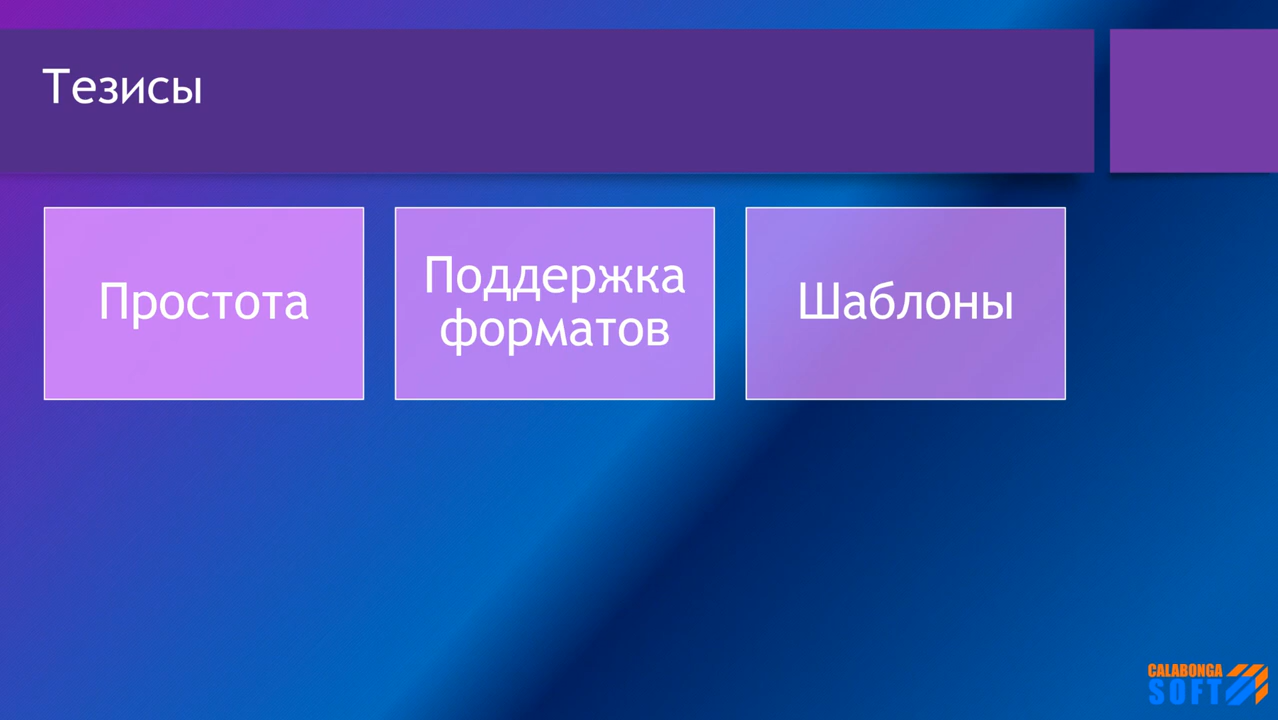 Тезисы
Простота
Поддержка
форматов
Шаблоны
CALABONGA
SOFT